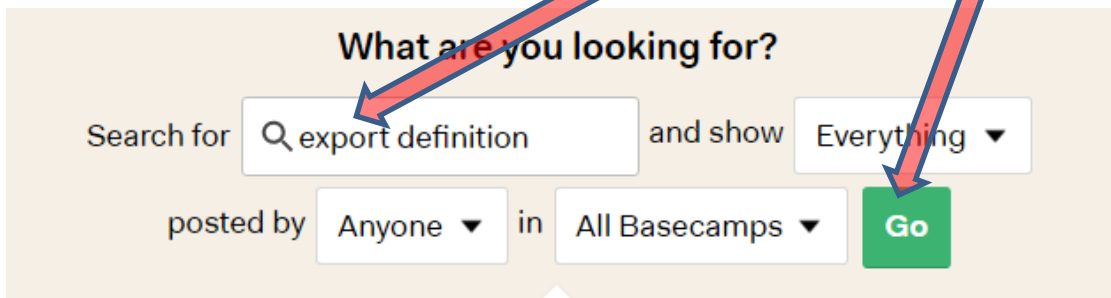 What are you looking for?
Search for export definition and show Everything
posted by Anyone in All Basecamps Go